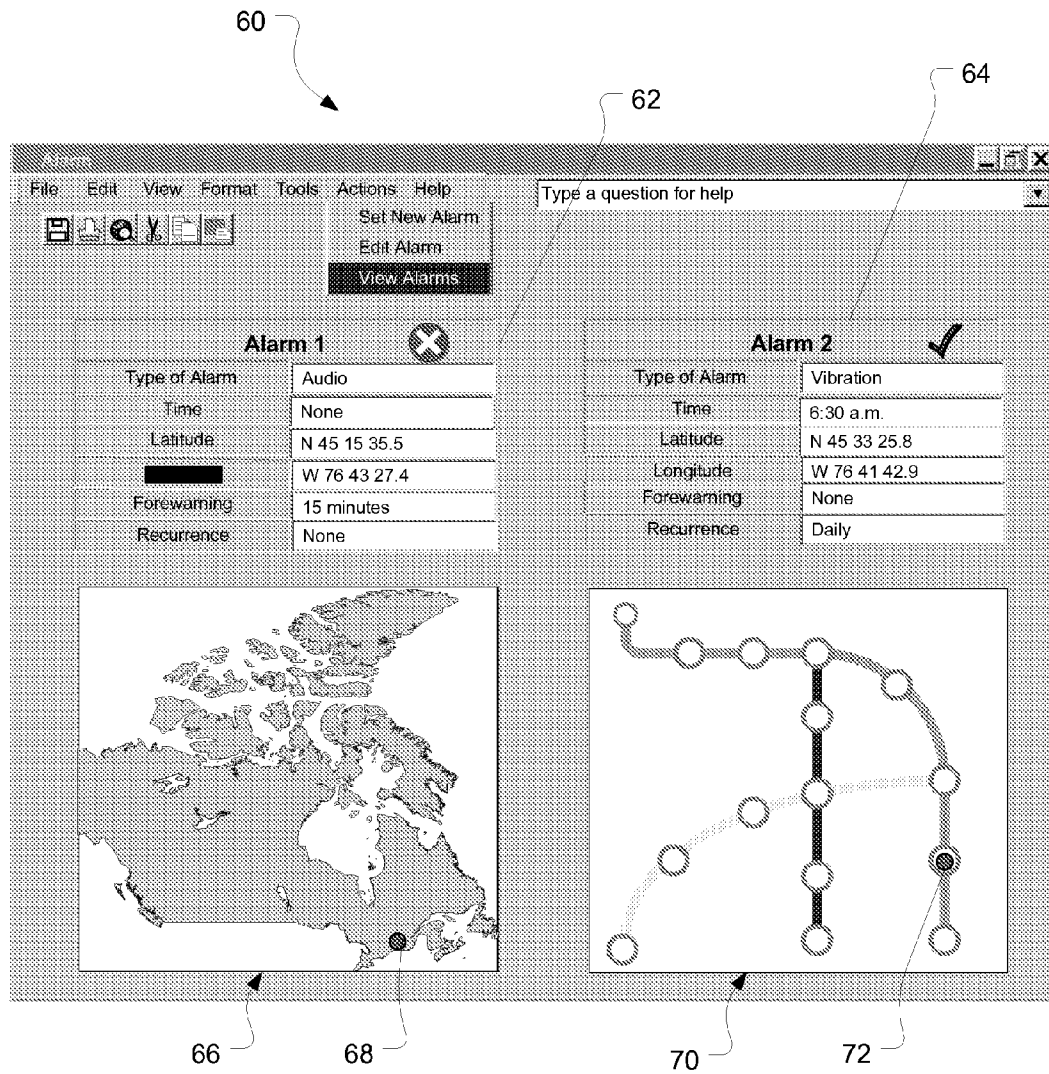 60
64
62
Alarm
File Edit View Format Tools Actions Help
Type a question for help
Set New Alarm
Edit Alarm
View Alarms
Alarm 1
Type of Alarm Audio
Time None
Latitude N 45 15 35.5
W 76 43 27.4
Forewarning 15 minutes
Recurrence None
Alarm 2
Type of Alarm Vibration
Time 6:30 a.m.
Latitude N 45 33 25.8
Longitude W 76 41 42.9
Forewarning None
Recurrence Daily
66 68 70 72